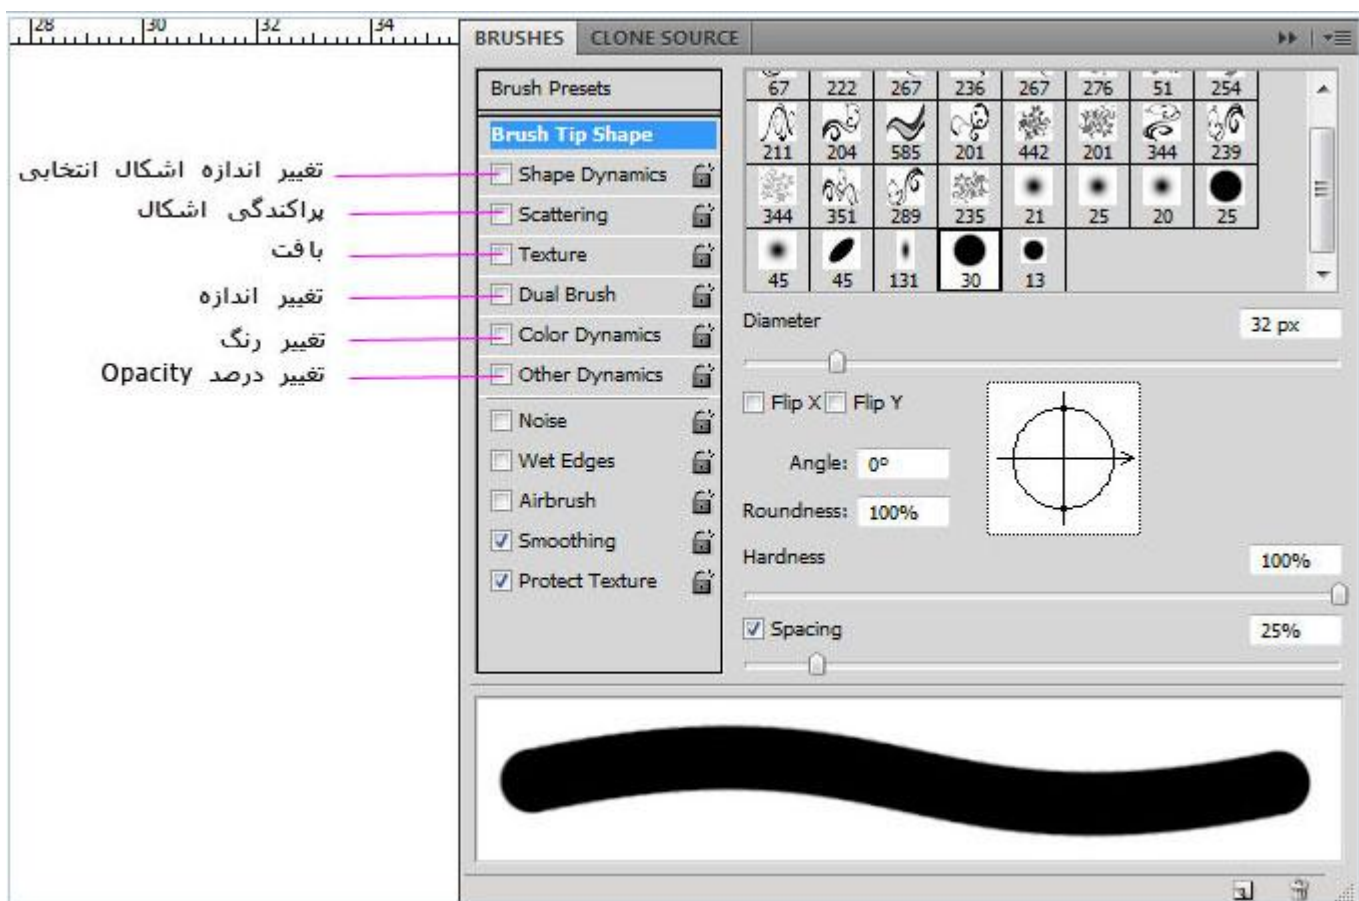 28 30 32 34
BRUSHES CLONE SOURCE
Brush Presets
Brush Tip Shape
تغییر اندازه اشکال انتخابی
Shape Dynamics
پراکندگی اشکال
Scattering
بافت
Texture
تغییر اندازه
Dual Brush
تغییر رنگ
Color Dynamics
تغییر درصد Opacity
Other Dynamics
Noise
Wet Edges
Airbrush
Smoothing
Protect Texture
67 222 267 236 267 276 51 254
211 204 585 201 442 201 344 239
344 351 289 235 21 25 20 25
45 45 131 30 13
Diameter 32 px
Flip X Flip Y
Angle: 0º
Roundness: 100%
Hardness 100%
Spacing 25%